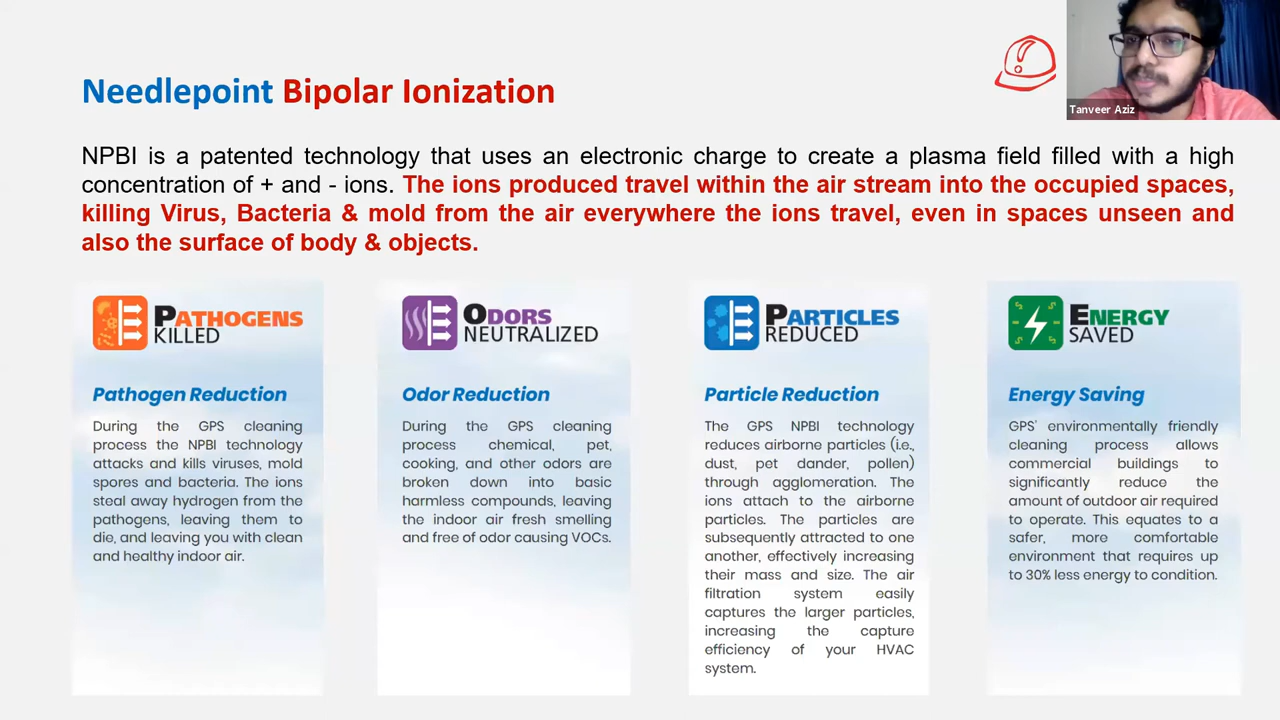 Tanveer Aziz
Needlepoint Bipolar Ionization
NPBI is a patented technology that uses an electronic charge to create a plasma field filled with a high
concentration of + and - ions. The ions produced travel within the air stream into the occupied spaces,
killing Virus, Bacteria & mold from the air everywhere the ions travel, even in spaces unseen and
also the surface of body & objects.
PATHOGENS
KILLED
Pathogen Reduction
During the GPS cleaning
process the NPBI technology
attacks and kills viruses, mold
spores and bacteria. The ions
steal away hydrogen from the
pathogens, leaving them to
die, and leaving you with clean
and healthy indoor air.
ODORS
NEUTRALIZED
Odor Reduction
During the GPS cleaning
process chemical, pet,
cooking, and other odors are
broken down into basic
harmless compounds, leaving
the indoor air fresh smelling
and free of odor causing VOCs.
PARTICLES
REDUCED
Particle Reduction
The GPS NPBI technology
reduces airborne particles (i.e.,
dust, pet dander, pollen)
through agglomeration. The
ions attach to the airborne
particles. The particles are
subsequently attracted to one
another, effectively increasing
their mass and size. The air
filtration system easily
captures the larger particles,
increasing the capture
efficiency of your HVAC
system.
ENERGY
SAVED
Energy Saving
GPS' environmentally friendly
cleaning process allows
commercial buildings to
significantly reduce the
amount of outdoor air required
to operate. This equates to a
safer, more comfortable
environment that requires up
to 30% less energy to condition.